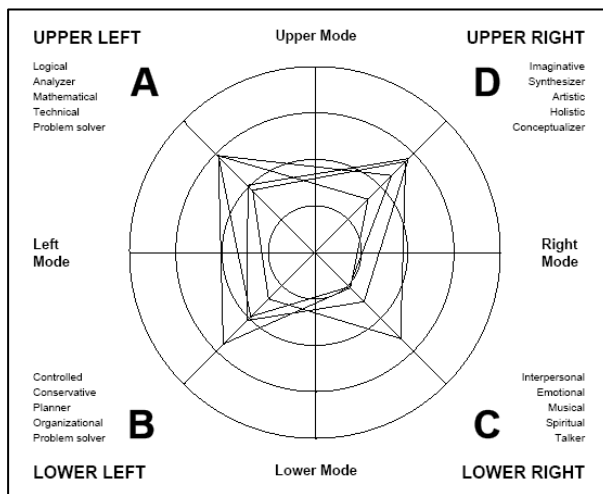 UPPER LEFT
Upper Mode
UPPER RIGHT
Logical
Analyzer
Mathematical
Technical
Problem solver
A
D
Imaginative
Synthesizer
Artistic
Holistic
Conceptualizer
Left
Mode
Right
Mode
Controlled
Conservative
Planner
Organizational
Problem solver
B
C
Interpersonal
Emotional
Musical
Spiritual
Talker
LOWER LEFT
Lower Mode
LOWER RIGHT